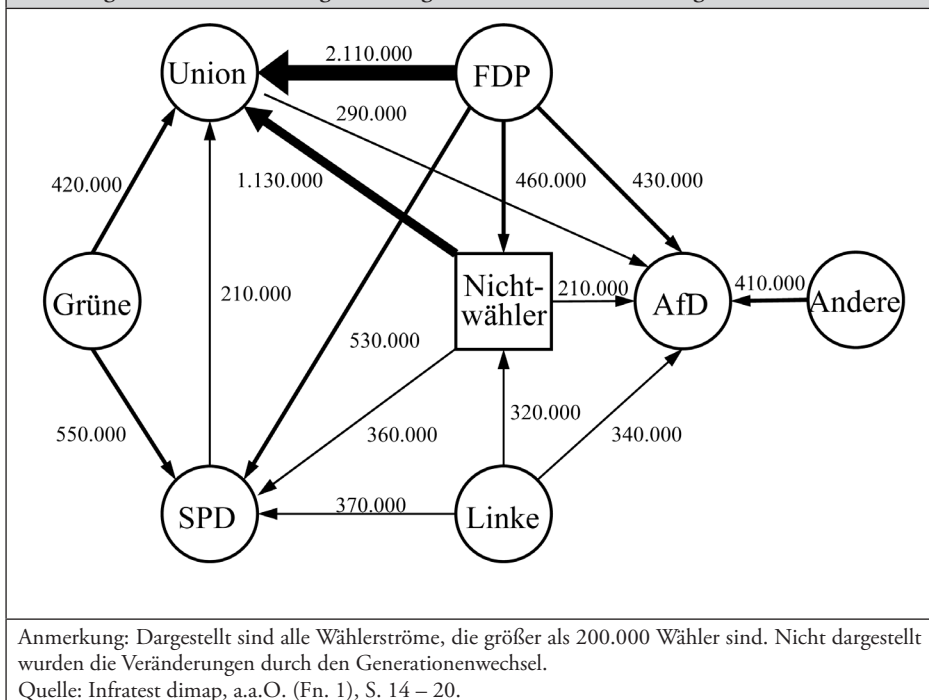 2.110.000
Union
FDP
290.000
420.000
1.130.000
460.000
430.000
Grüne
210.000
Nicht-
wähler
210.000
AfD
410.000
Andere
530.000
550.000
360.000
320.000
340.000
SPD
370.000
Linke
Anmerkung: Dargestellt sind alle Wählerströme, die größer als 200.000 Wähler sind. Nicht dargestellt
wurden die Veränderungen durch den Generationenwechsel.
Quelle: Infratest dimap, a.a.O. (Fn. 1), S. 14 – 20.